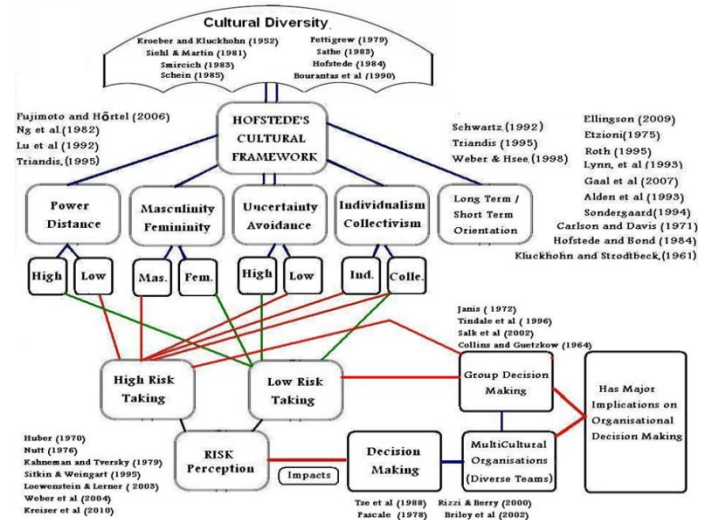 Cultural Diversity
Kroeber and Kluckhohn (1952)
Siehl & Martin (1981)
Smircich (1983)
Schein (1985)
Pettigrew (1979)
Sathe (1983)
Hofstede (1984)
Bourantas et al (1990)
HOFSTEDE'S
CULTURAL
FRAMEWORK
Fujimoto and Hőrtel (2006)
Ng et al.(1982)
Lu et al (1992)
Triandis,(1995)
Schwartz,(1992)
Triandis (1995)
Weber & Hsee,(1998)
Ellingson (2009)
Etzioni(1975)
Roth (1995)
Lynn, et al (1993)
Gaal et al (2007)
Alden et al (1993)
Sondergaard(1994)
Carlson and Davis (1971)
Hofstede and Bond (1984)
Kluckhohn and Strodtbeck,(1961)
Power
Distance
Masculinity
Femininity
Uncertainty
Avoidance
Individualism
Collectivism
Long Term /
Short Term
Orientation
High
Low
Mas.
Fem.
High
Low
Ind.
Colle.
Janis (1972)
Tindale et al (1996)
Salk et al (2002)
Collins and Guetzkow (1964)
High Risk
Taking
Low Risk
Taking
Group Decision
Making
Has Major
Implications on
Organisational
Decision Making
Huber (1970)
Nutt (1976)
Kahneman and Tversky (1979)
Sitkin & Weingart (1995)
Loewenstein & Lerner ( 2003)
Weber et al (2004)
Kreiser et al (2010)
RISK
Perception
Impacts
Decision
Making
MultiCultural
Organisations
(Diverse Teams)
Tse et al (1988)
Pascale (1978)
Rizzi & Berry (2000)
Briley et al (2002)